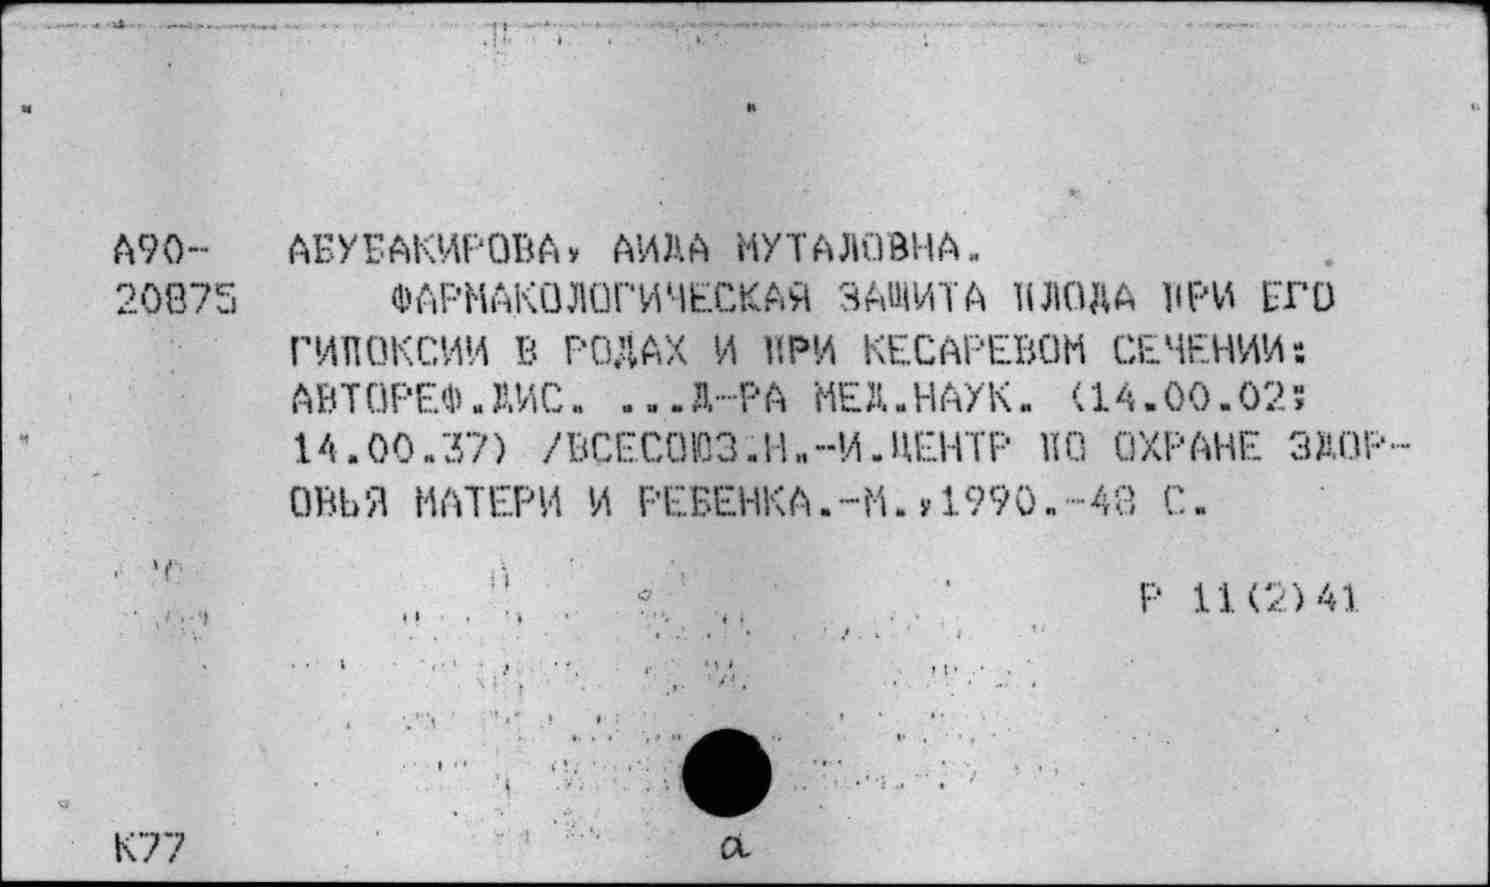 А90- АБУБАКИРОВА, АИДА МУТАЛОВНА.
20875 ФАРМАКОЛОГИЧЕСКАЯ ЗАЩИТА ПЛОДА ПРИ ЕГО
ГИПОКСИИ В РОДАХ И ПРИ КЕСАРЕВОМ СЕЧЕНИИ:
АВТОРЕФ.ДИС. ...Д-РА МЕД.НАУК. (14.00.02;
14.00.37) /ВСЕСОЮЗ.Н.-И.ЦЕНТР ПО ОХРАНЕ ЗДОР-
ОВЬЯ МАТЕРИ И РЕБЕНКА.-М.,1990.-48 С.
Р 11(2)41
К77 а